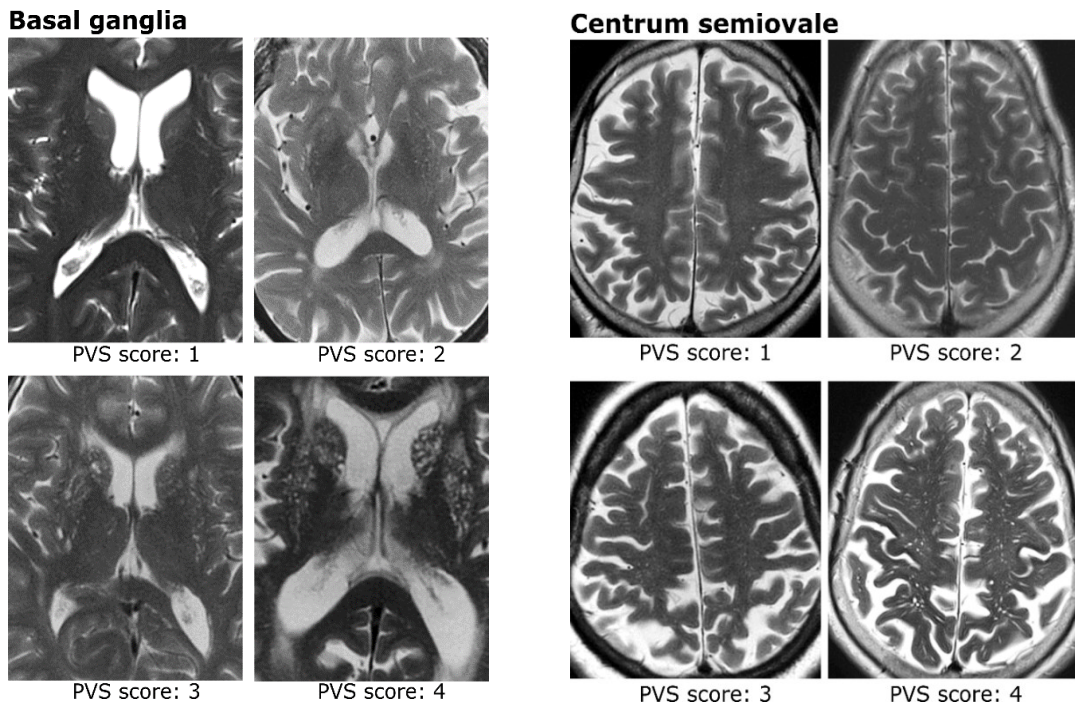 Basal ganglia
Centrum semiovale
PVS score: 1
PVS score: 2
PVS score: 1
PVS score: 2
PVS score: 3
PVS score: 4
PVS score: 3
PVS score: 4